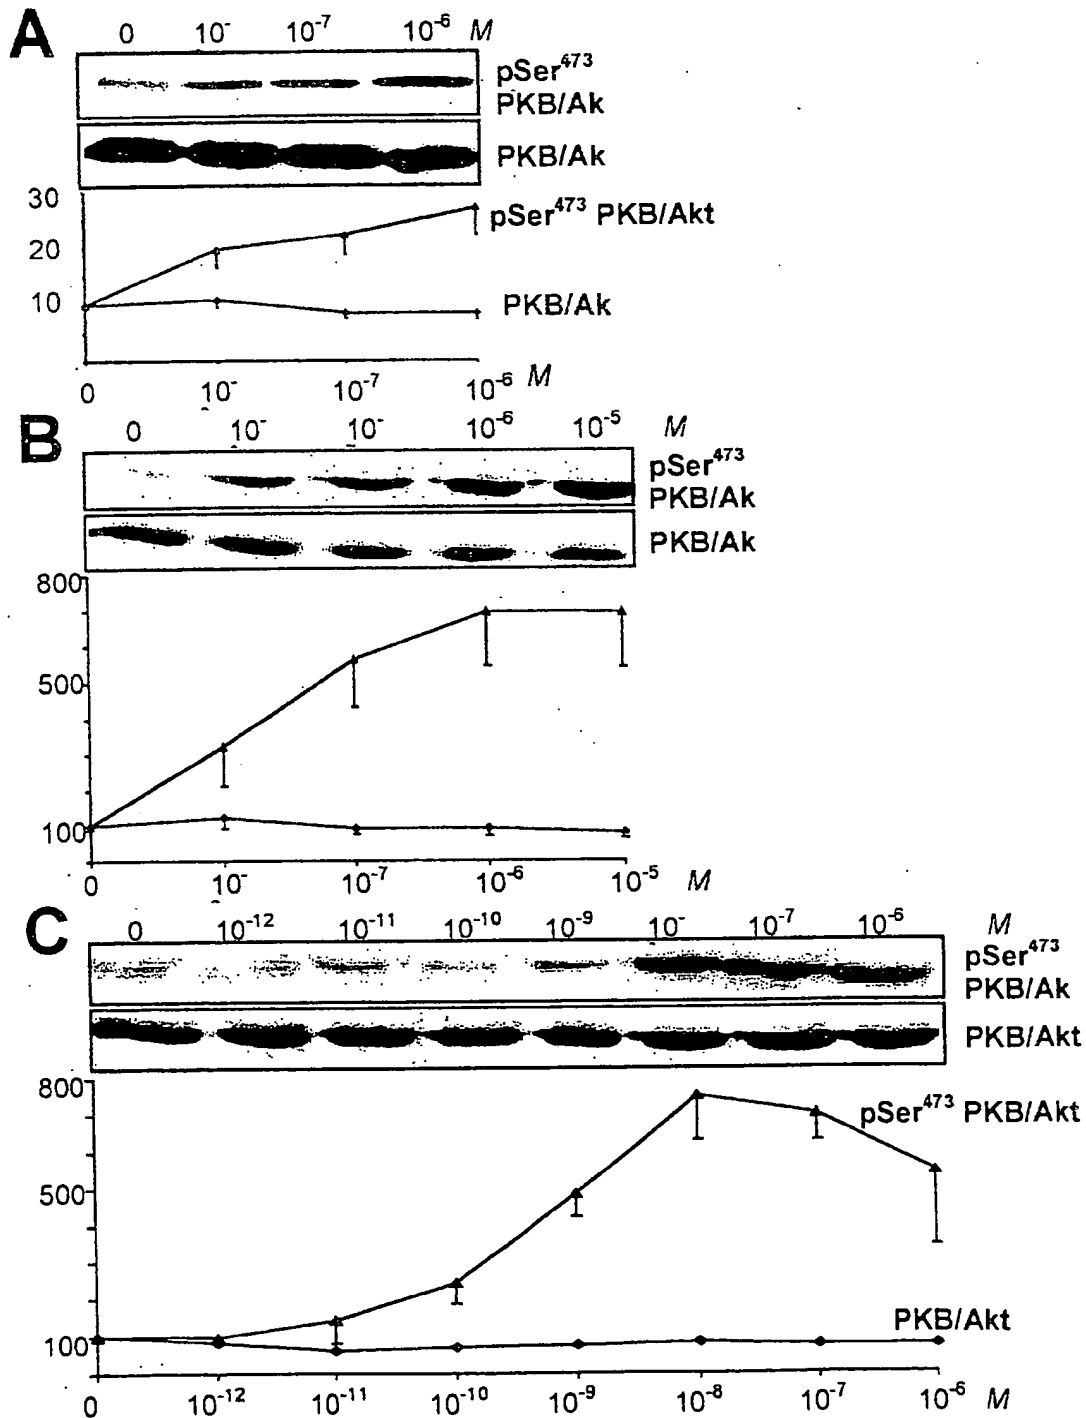 A
0 10- 10-7 10-6 M
pSer473
PKB/Ak
PKB/Ak
30
pSer473 PKB/Akt
20
10
PKB/Ak
0 10- 10-7 10-6 M
B
0 10- 10- 10-6 10-5 M
pSer473
PKB/Ak
PKB/Ak
800
500
100
0 10- 10-7 10-6 10-5 M
C
0 10-12 10-11 10-10 10-9 10- 10-7 10-6 M
pSer473
PKB/Ak
PKB/Akt
800
pSer473 PKB/Akt
500
PKB/Akt
100
0 10-12 10-11 10-10 10-9 10-8 10-7 10-6 M